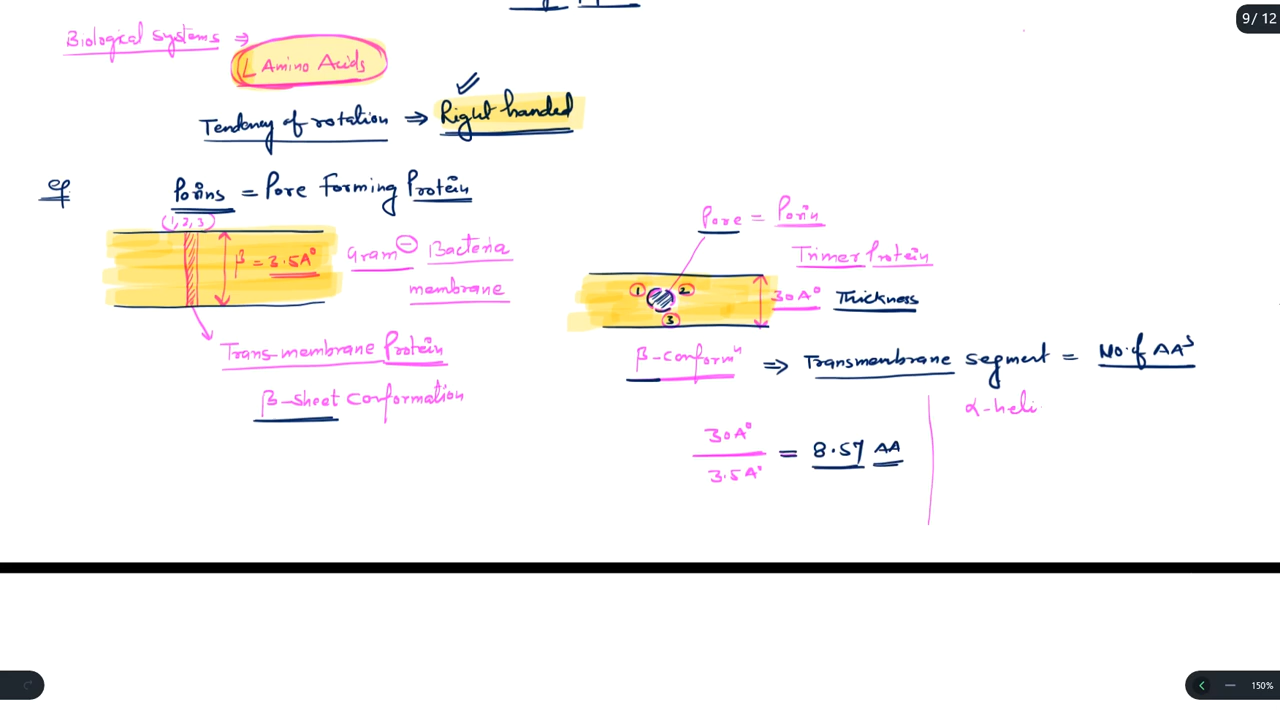 9 / 12
Biological systems ⇒
L Amino Acids
Tendency of rotation ⇒ Right handed
eg
Porins = Pore Forming Protein
(1, 2, 3)
β = 3.5A°
Gram ⊖ Bacteria
membrane
Trans-membrane Protein
β-sheet conformation
Pore = Porin
Trimer Protein
① ②
③
30A° Thickness
β-conformⁿ ⇒ Transmembrane segment = No. of AAˢ
α-heli
30A°
3.5A°
= 8.57 AA
150%